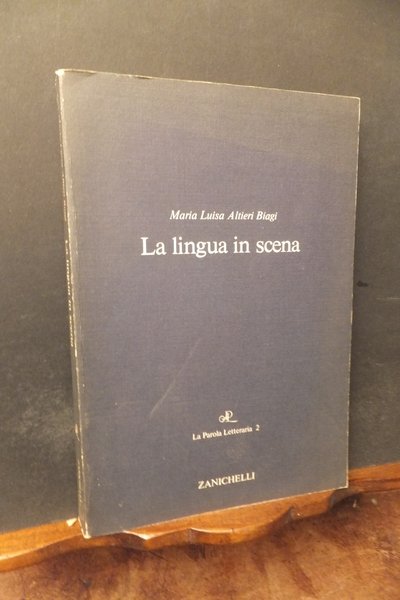 Maria Luisa Altieri Biagi
La lingua in scena
La Parola Letteraria 2
ZANICHELLI